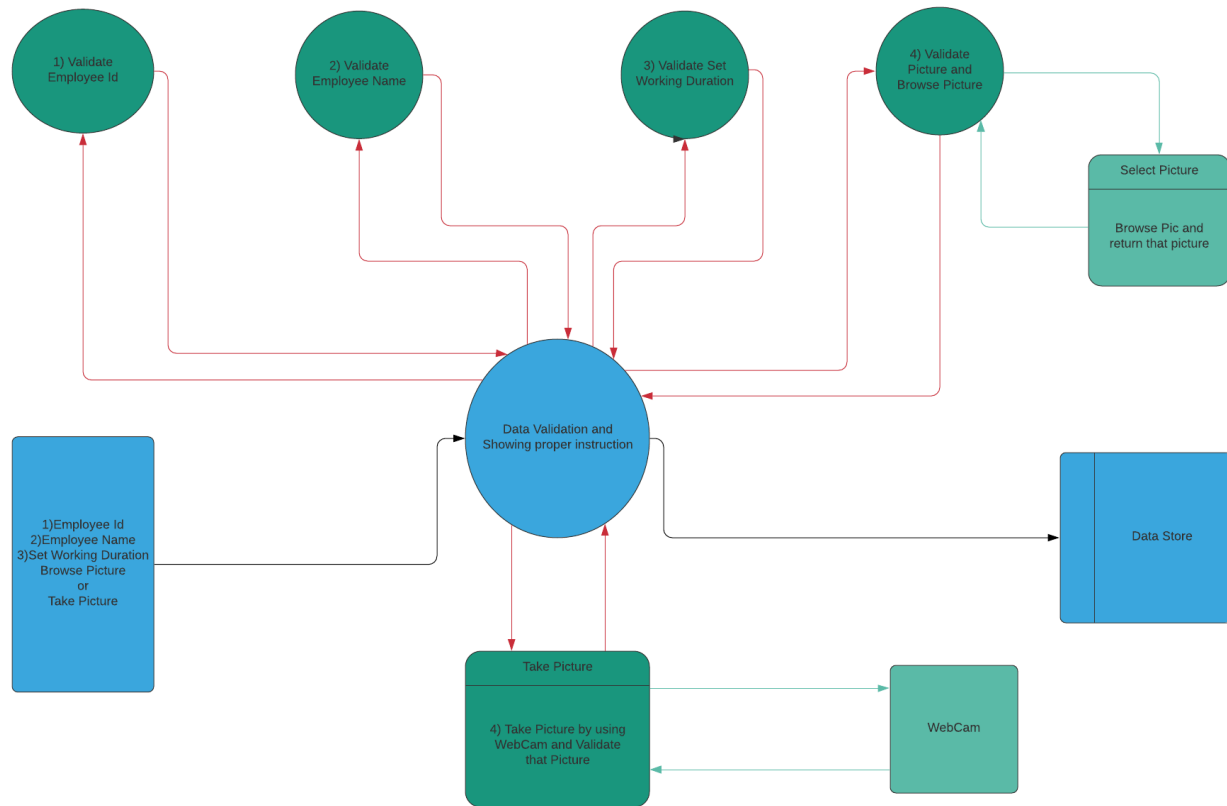 1) Validate
Employee Id
2) Validate
Employee Name
3) Validate Set
Working Duration
4) Validate
Picture and
Browse Picture
Select Picture
Browse Pic and
return that picture
Data Validation and
Showing proper instruction
1)Employee Id
2)Employee Name
3)Set Working Duration
Browse Picture
or
Take Picture
Data Store
Take Picture
4) Take Picture by using
WebCam and Validate
that Picture
WebCam